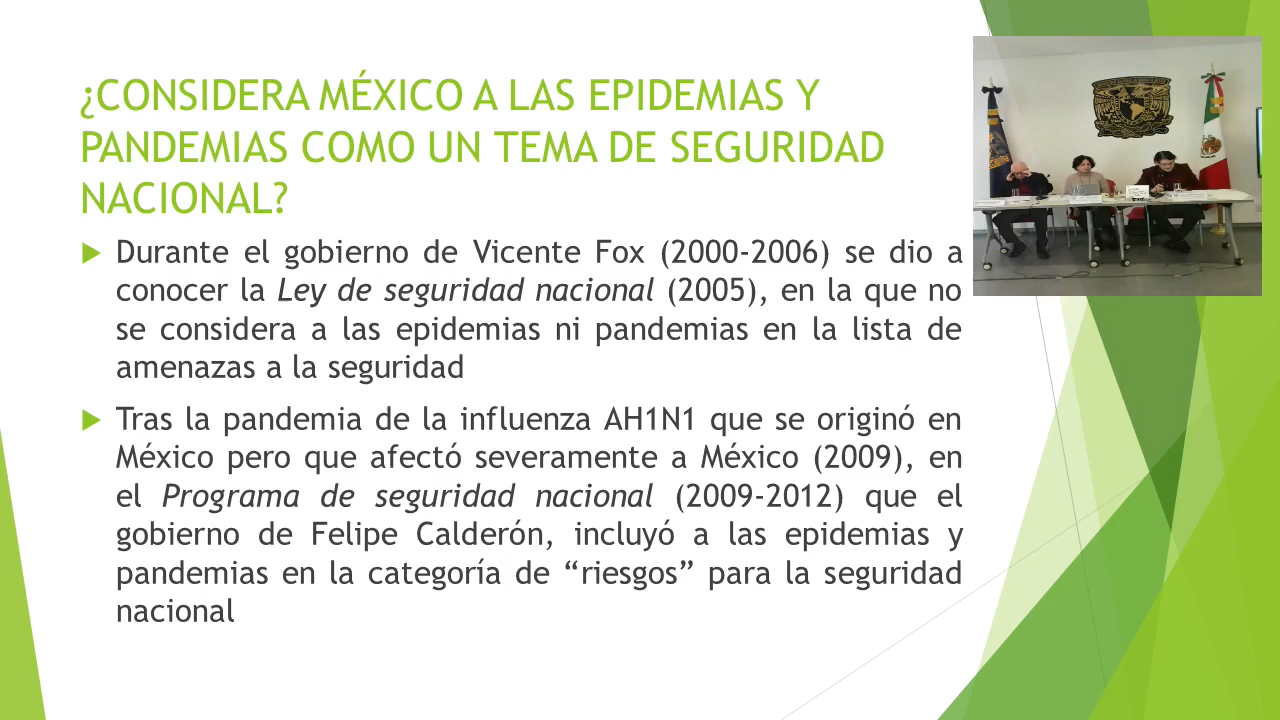 ¿CONSIDERA MÉXICO A LAS EPIDEMIAS Y
PANDEMIAS COMO UN TEMA DE SEGURIDAD
NACIONAL?
Durante el gobierno de Vicente Fox (2000-2006) se dio a
conocer la Ley de seguridad nacional (2005), en la que no
se considera a las epidemias ni pandemias en la lista de
amenazas a la seguridad
Tras la pandemia de la influenza AH1N1 que se originó en
México pero que afectó severamente a México (2009), en
el Programa de seguridad nacional (2009-2012) que el
gobierno de Felipe Calderón, incluyó a las epidemias y
pandemias en la categoría de “riesgos” para la seguridad
nacional